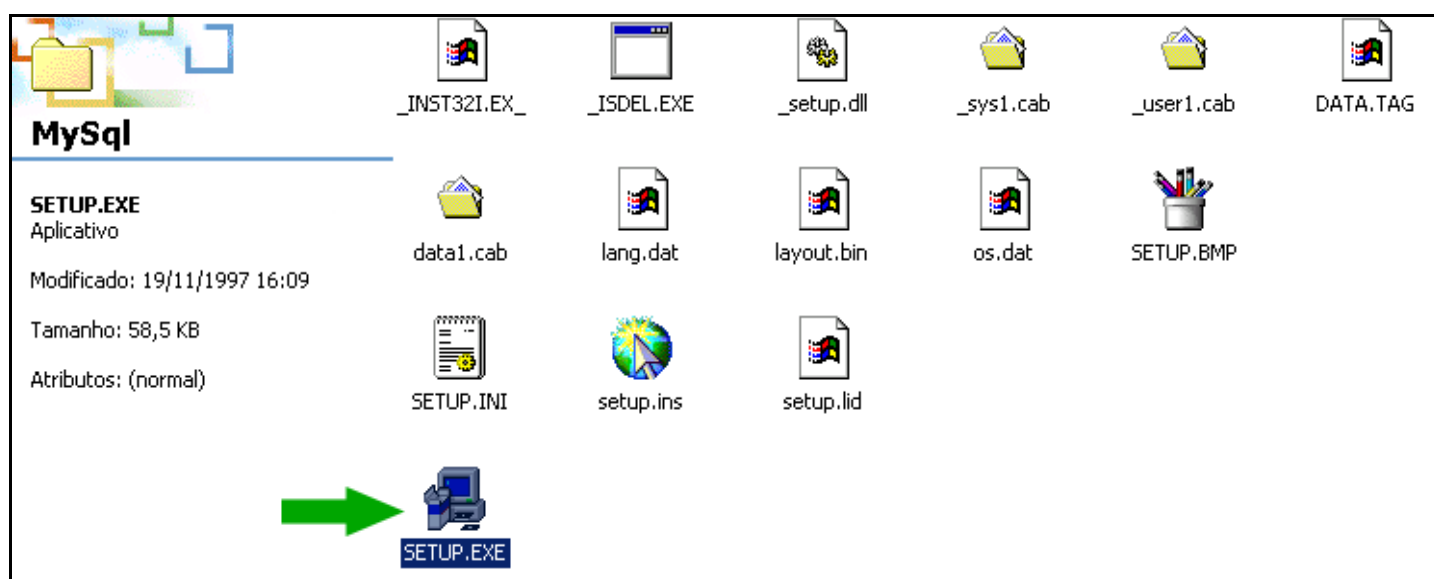 MySql
SETUP.EXE
Aplicativo
Modificado: 19/11/1997 16:09
Tamanho: 58,5 KB
Atributos: (normal)
_INST32I.EX_
_ISDEL.EXE
_setup.dll
_sys1.cab
_user1.cab
DATA.TAG
data1.cab
lang.dat
layout.bin
os.dat
SETUP.BMP
SETUP.INI
setup.ins
setup.lid
SETUP.EXE